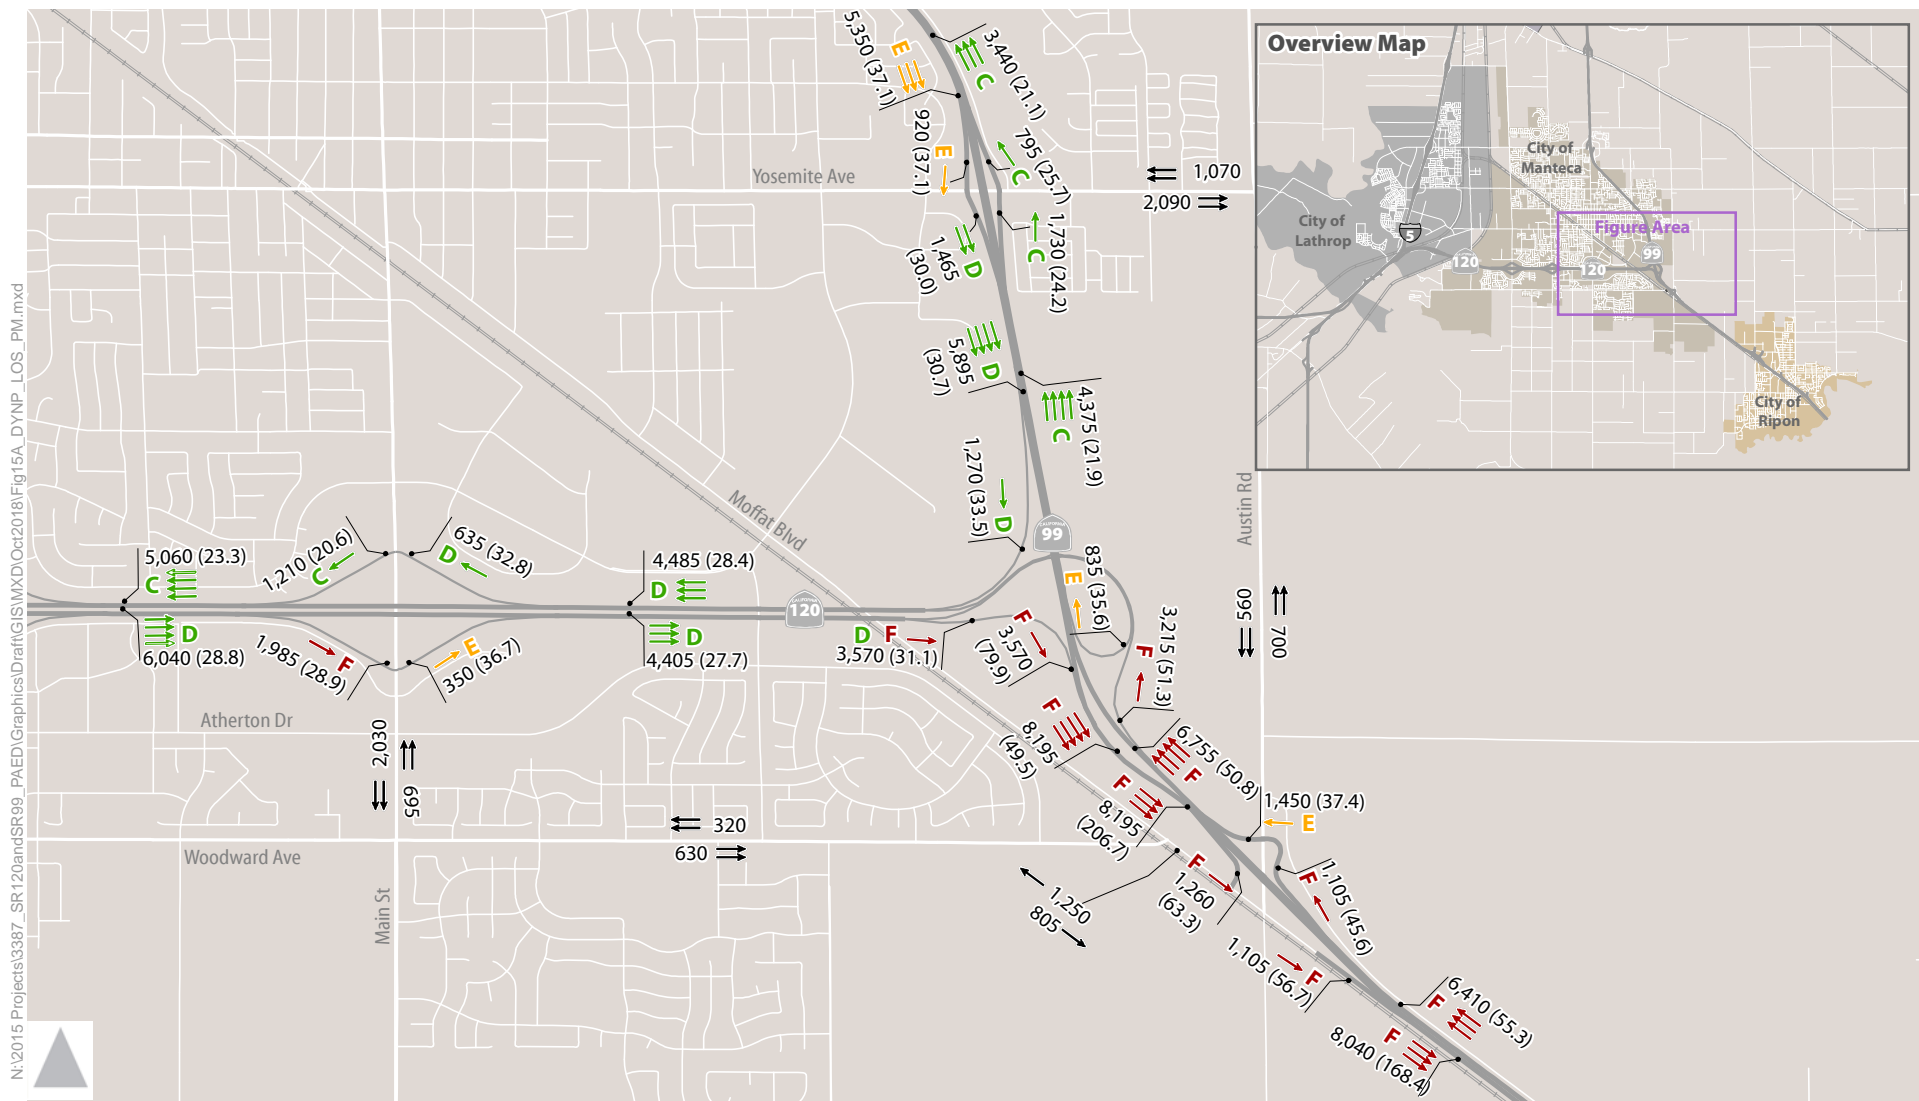 5,350 (37.1)
E
3,440 (21.1)
C
920 (37.1)
E
795 (25.7)
C
Yosemite Ave
1,070
2,090
1,465
(30.0)
D
1,730 (24.2)
C
5,895
(30.7)
D
4,375 (21.9)
C
1,270 (33.5)
D
Moffat Blvd
Austin Rd
CALIFORNIA
99
5,060 (23.3)
C
1,210 (20.6)
C
635 (32.8)
D
4,485 (28.4)
D
CALIFORNIA
120
835 (35.6)
E
560
700
6,040 (28.8)
D
1,985 (28.9)
F
350 (36.7)
E
4,405 (27.7)
D
D F
3,570 (31.1)
F
3,570
(79.9)
3,215 (51.3)
F
Atherton Dr
2,030
695
F
8,195
(49.5)
6,755 (50.8)
F
F
8,195
(206.7)
1,450 (37.4)
E
320
630
Woodward Ave
Main St
F
1,260
(63.3)
1,105 (45.6)
F
1,250
805
1,105 (56.7)
F
6,410 (55.3)
F
8,040 (168.4)
F
Overview Map
City of
Manteca
City of
Lathrop
5
Figure Area
120
120
99
City of
Ripon
N:\2015 Projects\3387_SR120andSR99_PAED\Graphics\Draft\GIS\MXD\Oct2018\Fig15A_DYNP_LOS_PM.mxd